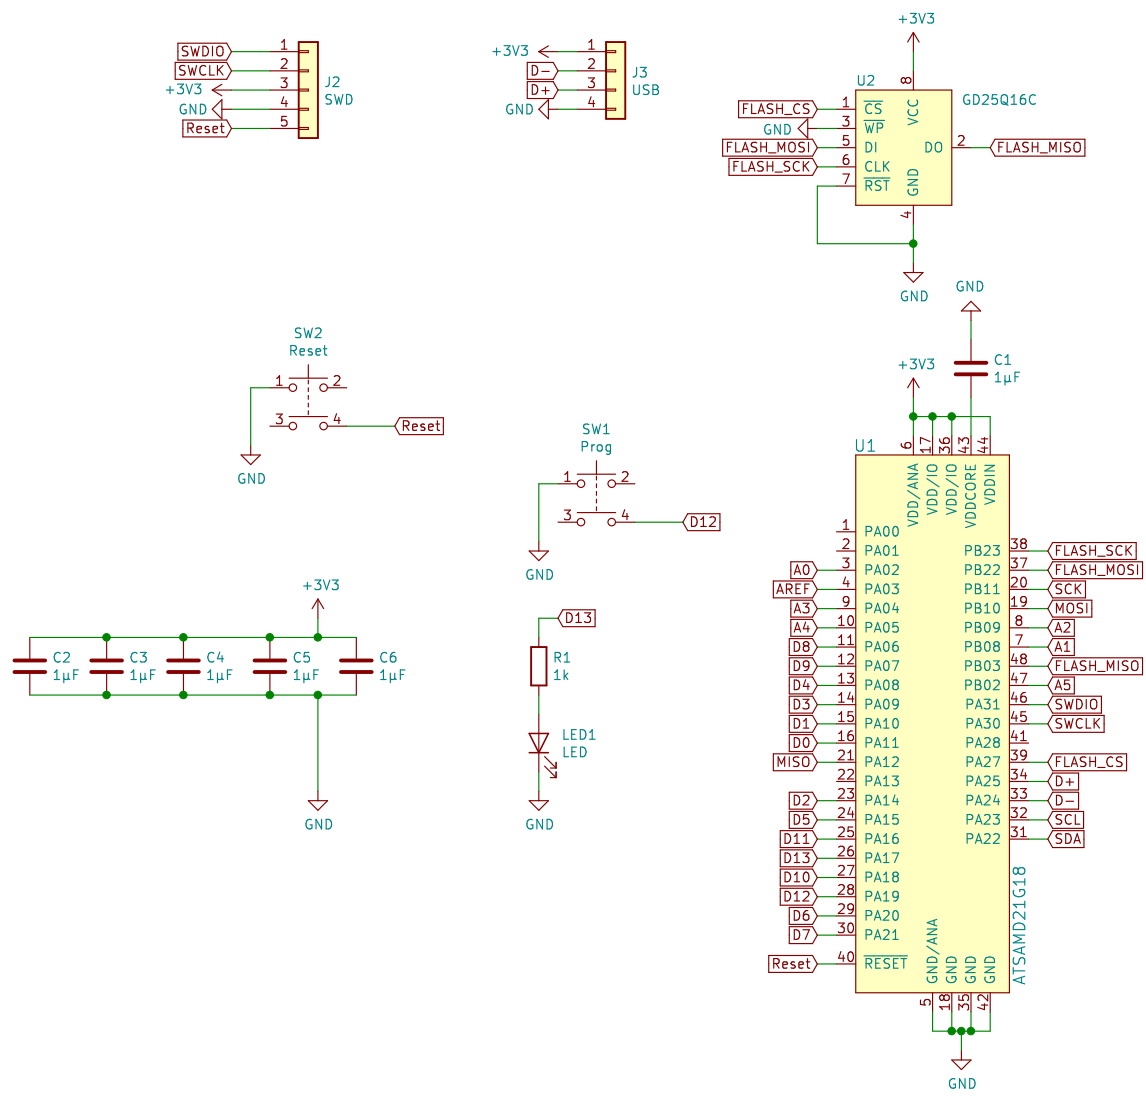 SWDIO 1
SWCLK 2
+3V3 3
GND 4
Reset 5
J2
SWD
+3V3 1
D- 2
D+ 3
GND 4
J3
USB
+3V3
U2
GD25Q16C
8
VCC
FLASH_CS 1 CS
GND 3 WP
FLASH_MOSI 5 DI
DO 2 FLASH_MISO
FLASH_SCK 6 CLK
7 RST
GND
4
GND
SW2
Reset
1 2
3 4 Reset
GND
SW1
Prog
1 2
3 4 D12
GND
+3V3
C2
1µF
C3
1µF
C4
1µF
C5
1µF
C6
1µF
GND
D13
R1
1k
LED1
LED
GND
GND
C1
1µF
+3V3
U1
6 17 36 43 44
VDD/ANA
VDD/IO
VDD/IO
VDDCORE
VDDIN
1 PA00
2 PA01
A0 3 PA02
AREF 4 PA03
A3 9 PA04
A4 10 PA05
D8 11 PA06
D9 12 PA07
D4 13 PA08
D3 14 PA09
D1 15 PA10
D0 16 PA11
MISO 21 PA12
22 PA13
D2 23 PA14
D5 24 PA15
D11 25 PA16
D13 26 PA17
D10 27 PA18
D12 28 PA19
D6 29 PA20
D7 30 PA21
Reset 40 RESET
PB23 38 FLASH_SCK
PB22 37 FLASH_MOSI
PB11 20 SCK
PB10 19 MOSI
PB09 8 A2
PB08 7 A1
PB03 48 FLASH_MISO
PB02 47 A5
PA31 46 SWDIO
PA30 45 SWCLK
PA28 41
PA27 39 FLASH_CS
PA25 34 D+
PA24 33 D-
PA23 32 SCL
PA22 31 SDA
ATSAMD21G18
GND/ANA
GND
GND
GND
5 18 35 42
GND